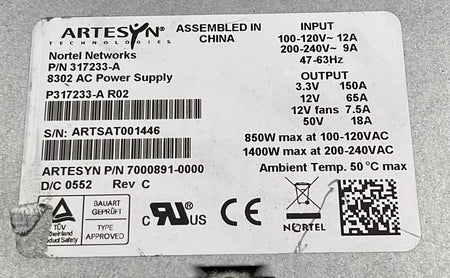 ARTESYN®
TECHNOLOGIES
ASSEMBLED IN
CHINA
Nortel Networks
P/N 317233-A
8302 AC Power Supply
P317233-A R02
S/N: ARTSAT001446
ARTESYN P/N 7000891-0000
D/C 0552 Rev C
INPUT
100-120V~ 12A
200-240V~ 9A
47-63Hz
OUTPUT
3.3V 150A
12V 65A
12V fans 7.5A
50V 18A
850W max at 100-120VAC
1400W max at 200-240VAC
Ambient Temp. 50 °C max
TÜV
Rheinland
Product Safety
BAUART
GEPRÜFT
TYPE
APPROVED
c RU® US
CE
NORTEL